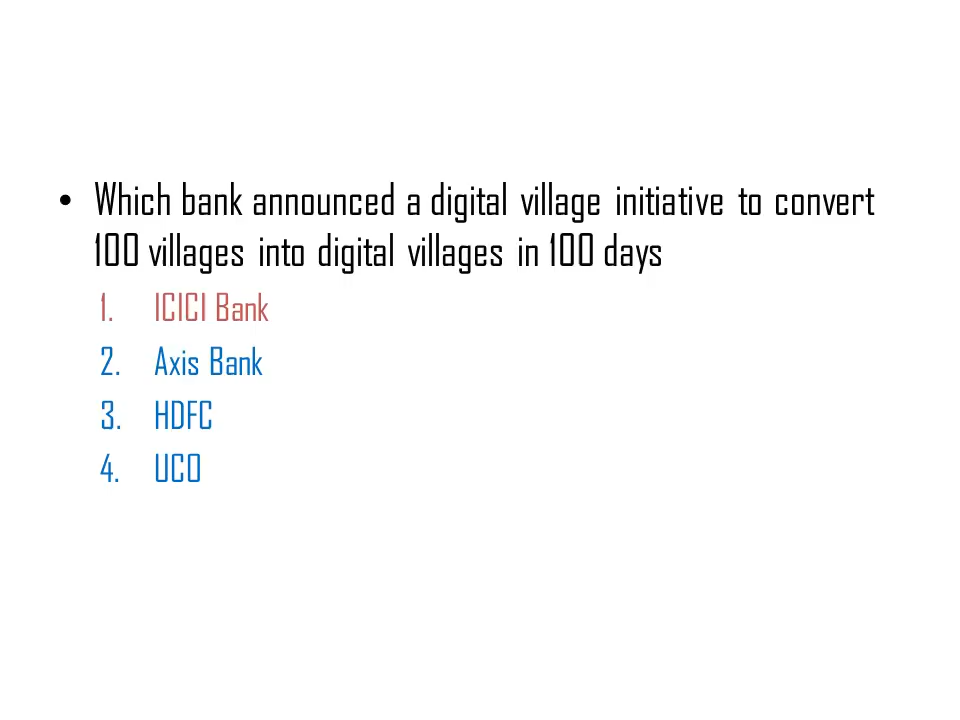 • Which bank announced a digital village initiative to convert
100 villages into digital villages in 100 days
1. ICICI Bank
2. Axis Bank
3. HDFC
4. UCO